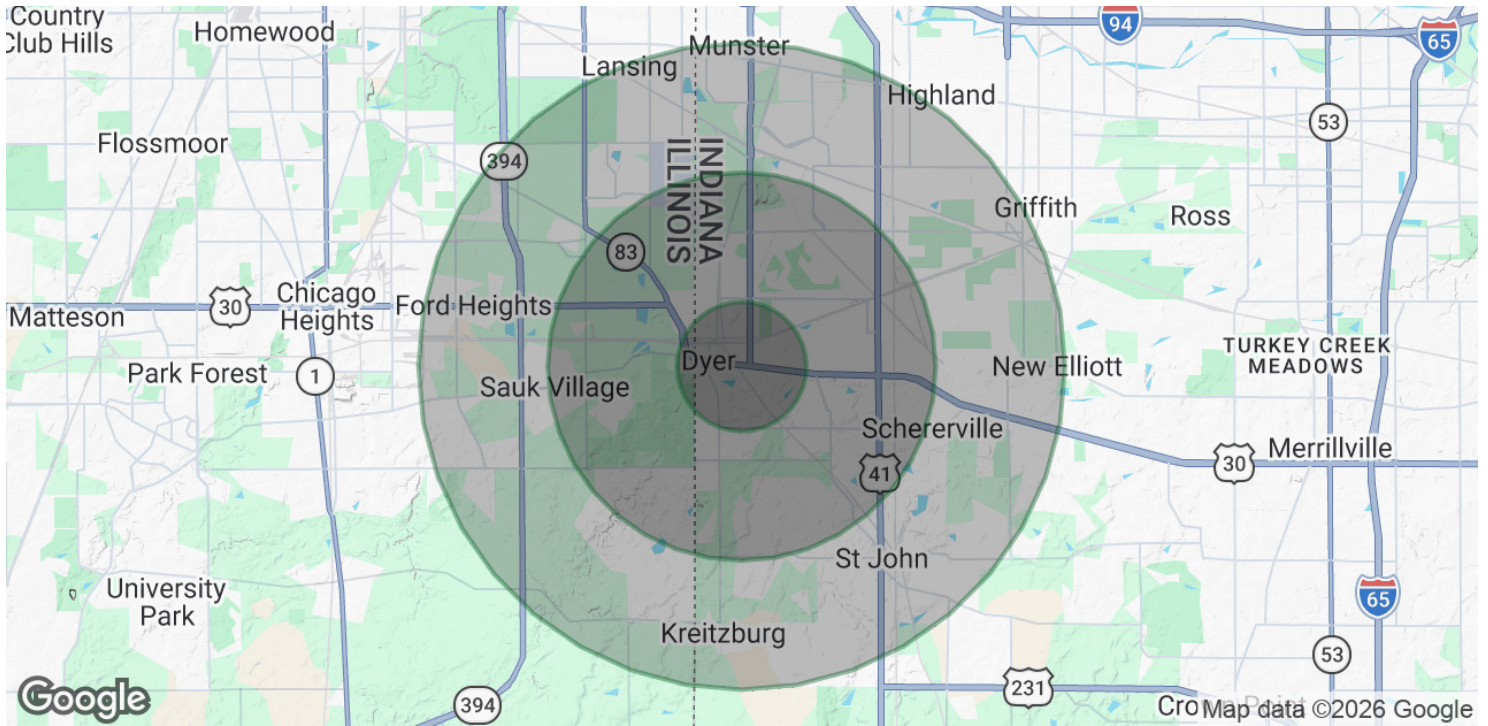 Country
Club Hills
Homewood
Munster
94
65
Lansing
Highland
53
Flossmoor
394
INDIANA
ILLINOIS
Griffith
Ross
83
30
Chicago
Heights
Ford Heights
Matteson
Dyer
New Elliott
TURKEY CREEK
MEADOWS
Park Forest
1
Sauk Village
Schererville
Merrillville
30
41
St John
University
Park
65
Kreitzburg
53
231
394
Google
Map data ©2026 Google